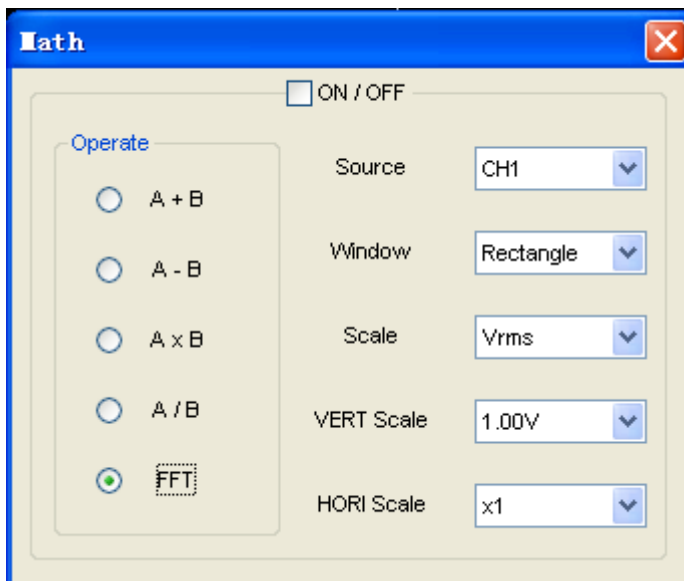 Math
ON / OFF
Operate
A + B
A - B
A x B
A / B
FFT
Source CH1
Window Rectangle
Scale Vrms
VERT Scale 1.00V
HORI Scale x1